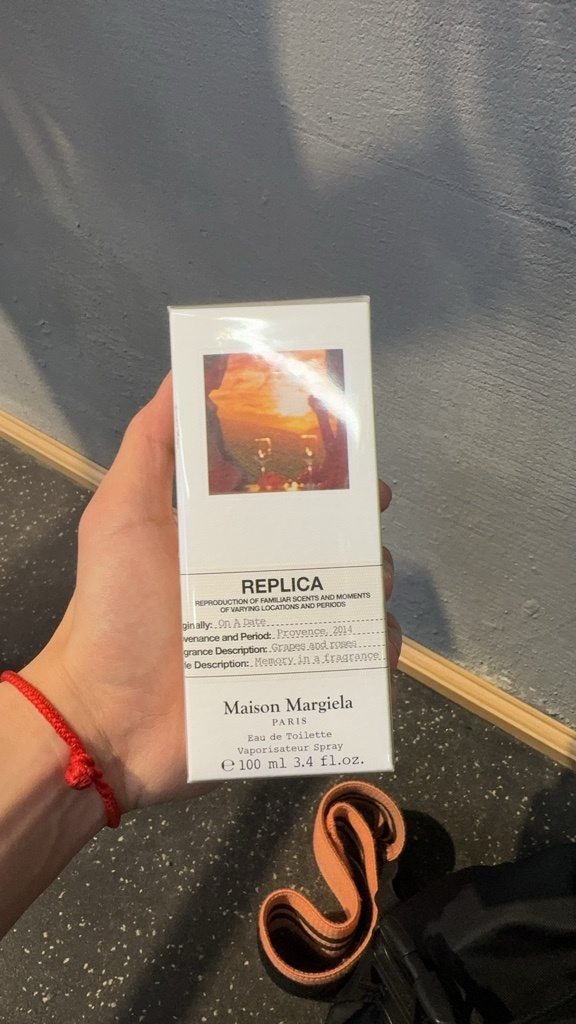 REPLICA
REPRODUCTION OF FAMILIAR SCENTS AND MOMENTS
OF VARYING LOCATIONS AND PERIODS
ginally: On A Date
venance and Period: Provence, 2014
grance Description: Grapes and roses
le Description: Memory in a fragrance
Maison Margiela
PARIS
Eau de Toilette
Vaporisateur Spray
℮ 100 ml 3.4 fl.oz.